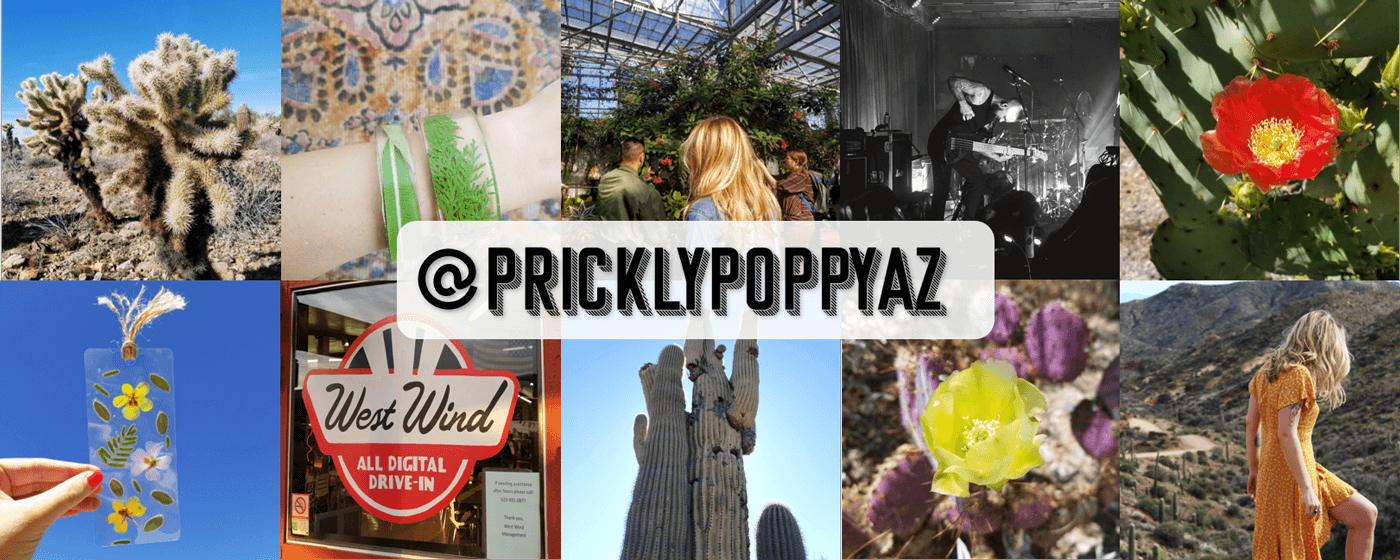 @PRICKLYPOPPYAZ
West Wind
ALL DIGITAL
DRIVE-IN
If needing assistance
after hours please call:
Thank you,
West Wind
Management